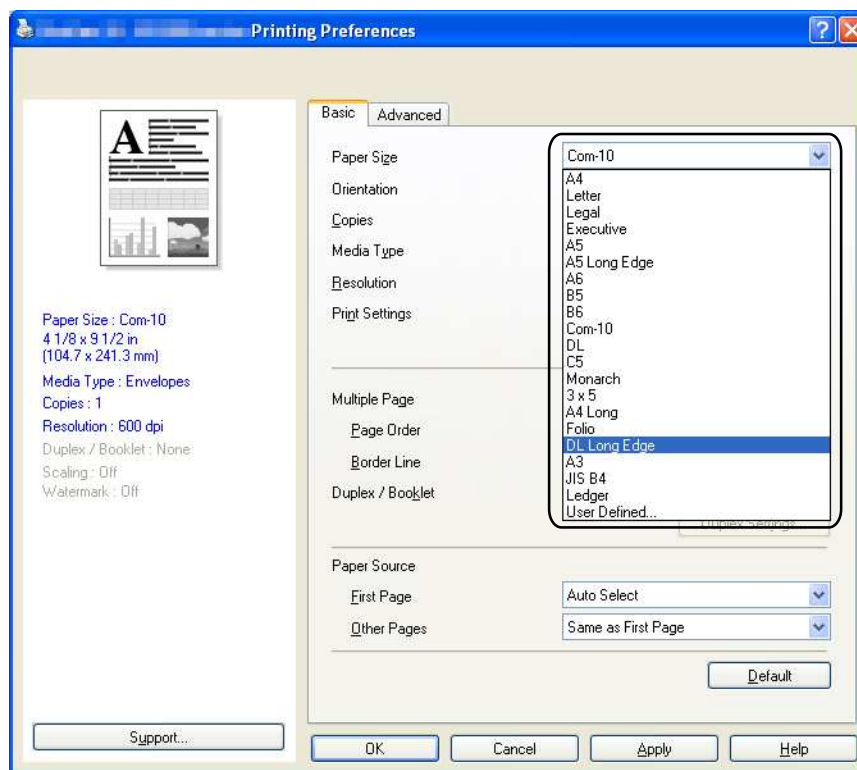 Printing Preferences
Basic
Advanced
A
Paper Size
Com-10
Orientation
Copies
Media Type
Resolution
Print Settings
A4
Letter
Legal
Executive
A5
A5 Long Edge
A6
B5
B6
Com-10
DL
C5
Monarch
3 x 5
A4 Long
Folio
DL Long Edge
A3
JIS B4
Ledger
User Defined...
Paper Size : Com-10
4 1/8 x 9 1/2 in
(104.7 x 241.3 mm)
Media Type : Envelopes
Copies : 1
Resolution : 600 dpi
Duplex / Booklet : None
Scaling : Off
Watermark : Off
Multiple Page
Page Order
Border Line
Duplex / Booklet
Duplex Settings...
Paper Source
First Page
Auto Select
Other Pages
Same as First Page
Default
Support...
OK
Cancel
Apply
Help